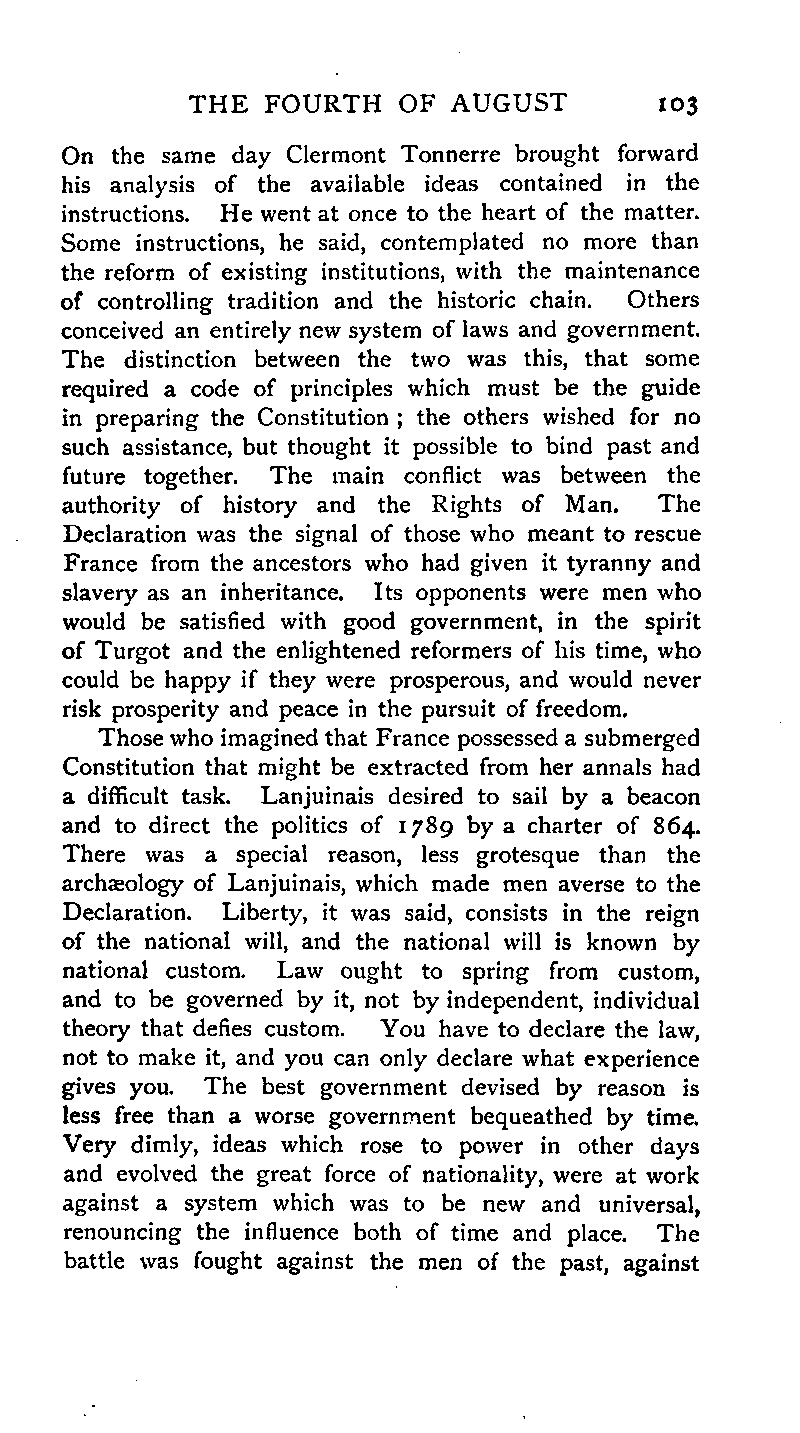 THE FOURTH OF AUGUST 103
On the same day Clermont Tonnerre brought forward
his analysis of the available ideas contained in the
instructions. He went at once to the heart of the matter.
Some instructions, he said, contemplated no more than
the reform of existing institutions, with the maintenance
of controlling tradition and the historic chain. Others
conceived an entirely new system of laws and government.
The distinction between the two was this, that some
required a code of principles which must be the guide
in preparing the Constitution ; the others wished for no
such assistance, but thought it possible to bind past and
future together. The main conflict was between the
authority of history and the Rights of Man. The
Declaration was the signal of those who meant to rescue
France from the ancestors who had given it tyranny and
slavery as an inheritance. Its opponents were men who
would be satisfied with good government, in the spirit
of Turgot and the enlightened reformers of his time, who
could be happy if they were prosperous, and would never
risk prosperity and peace in the pursuit of freedom.
Those who imagined that France possessed a submerged
Constitution that might be extracted from her annals had
a difficult task. Lanjuinais desired to sail by a beacon
and to direct the politics of 1789 by a charter of 864.
There was a special reason, less grotesque than the
archæology of Lanjuinais, which made men averse to the
Declaration. Liberty, it was said, consists in the reign
of the national will, and the national will is known by
national custom. Law ought to spring from custom,
and to be governed by it, not by independent, individual
theory that defies custom. You have to declare the law,
not to make it, and you can only declare what experience
gives you. The best government devised by reason is
less free than a worse government bequeathed by time.
Very dimly, ideas which rose to power in other days
and evolved the great force of nationality, were at work
against a system which was to be new and universal,
renouncing the influence both of time and place. The
battle was fought against the men of the past, against